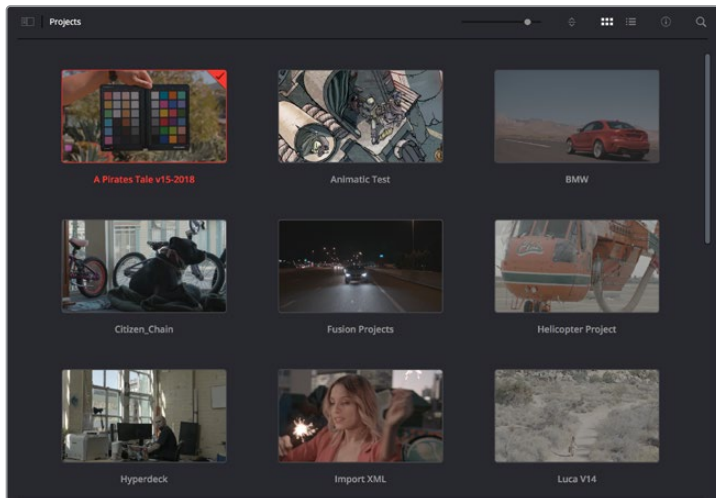 Projects
A Pirates Tale v15-2018
Animatic Test
BMW
Citizen_Chain
Fusion Projects
Helicopter Project
Hyperdeck
Import XML
Luca V14